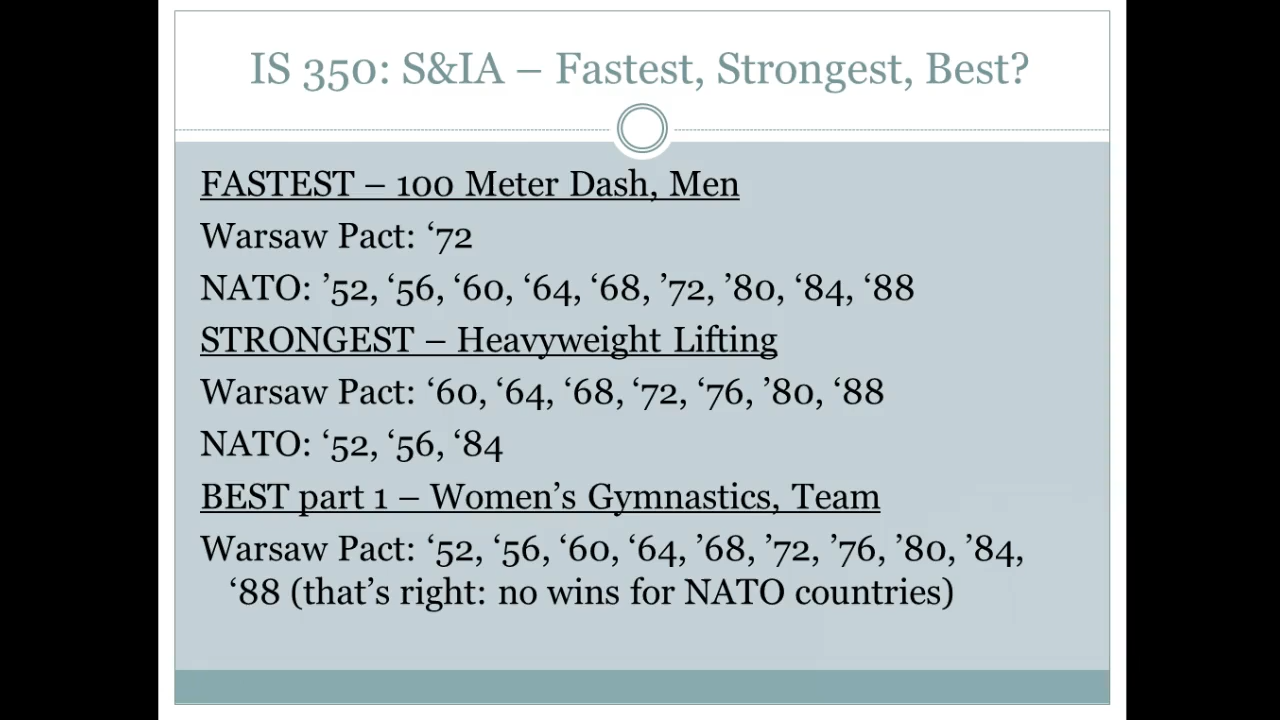 IS 350: S&IA – Fastest, Strongest, Best?
FASTEST – 100 Meter Dash, Men
Warsaw Pact: ‘72
NATO: ’52, ‘56, ‘60, ‘64, ‘68, ’72, ’80, ‘84, ‘88
STRONGEST – Heavyweight Lifting
Warsaw Pact: ‘60, ‘64, ‘68, ‘72, ‘76, ’80, ‘88
NATO: ‘52, ‘56, ‘84
BEST part 1 – Women’s Gymnastics, Team
Warsaw Pact: ‘52, ‘56, ‘60, ‘64, ’68, ’72, ’76, ’80, ’84,
‘88 (that’s right: no wins for NATO countries)